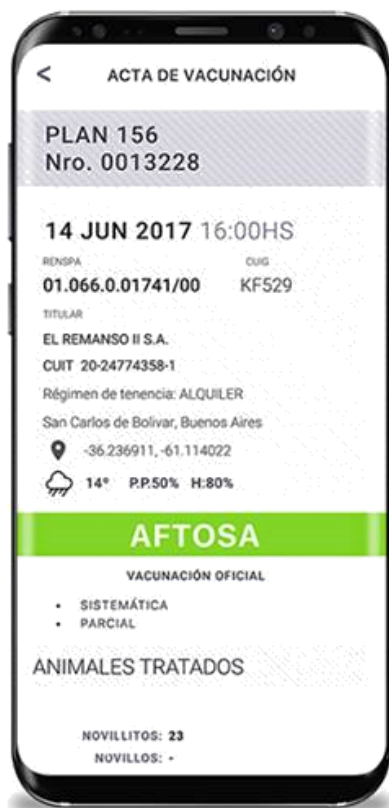 <
ACTA DE VACUNACIÓN
PLAN 156
Nro. 0013228
14 JUN 2017 16:00HS
RENSPA CUIG
01.066.0.01741/00 KF529
TITULAR
EL REMANSO II S.A.
CUIT 20-24774358-1
Régimen de tenencia: ALQUILER
San Carlos de Bolivar, Buenos Aires
-36.236911, -61.114022
14° P.P.50% H:80%
AFTOSA
VACUNACIÓN OFICIAL
• SISTEMÁTICA
• PARCIAL
ANIMALES TRATADOS
NOVILLITOS: 23
NOVILLOS: -